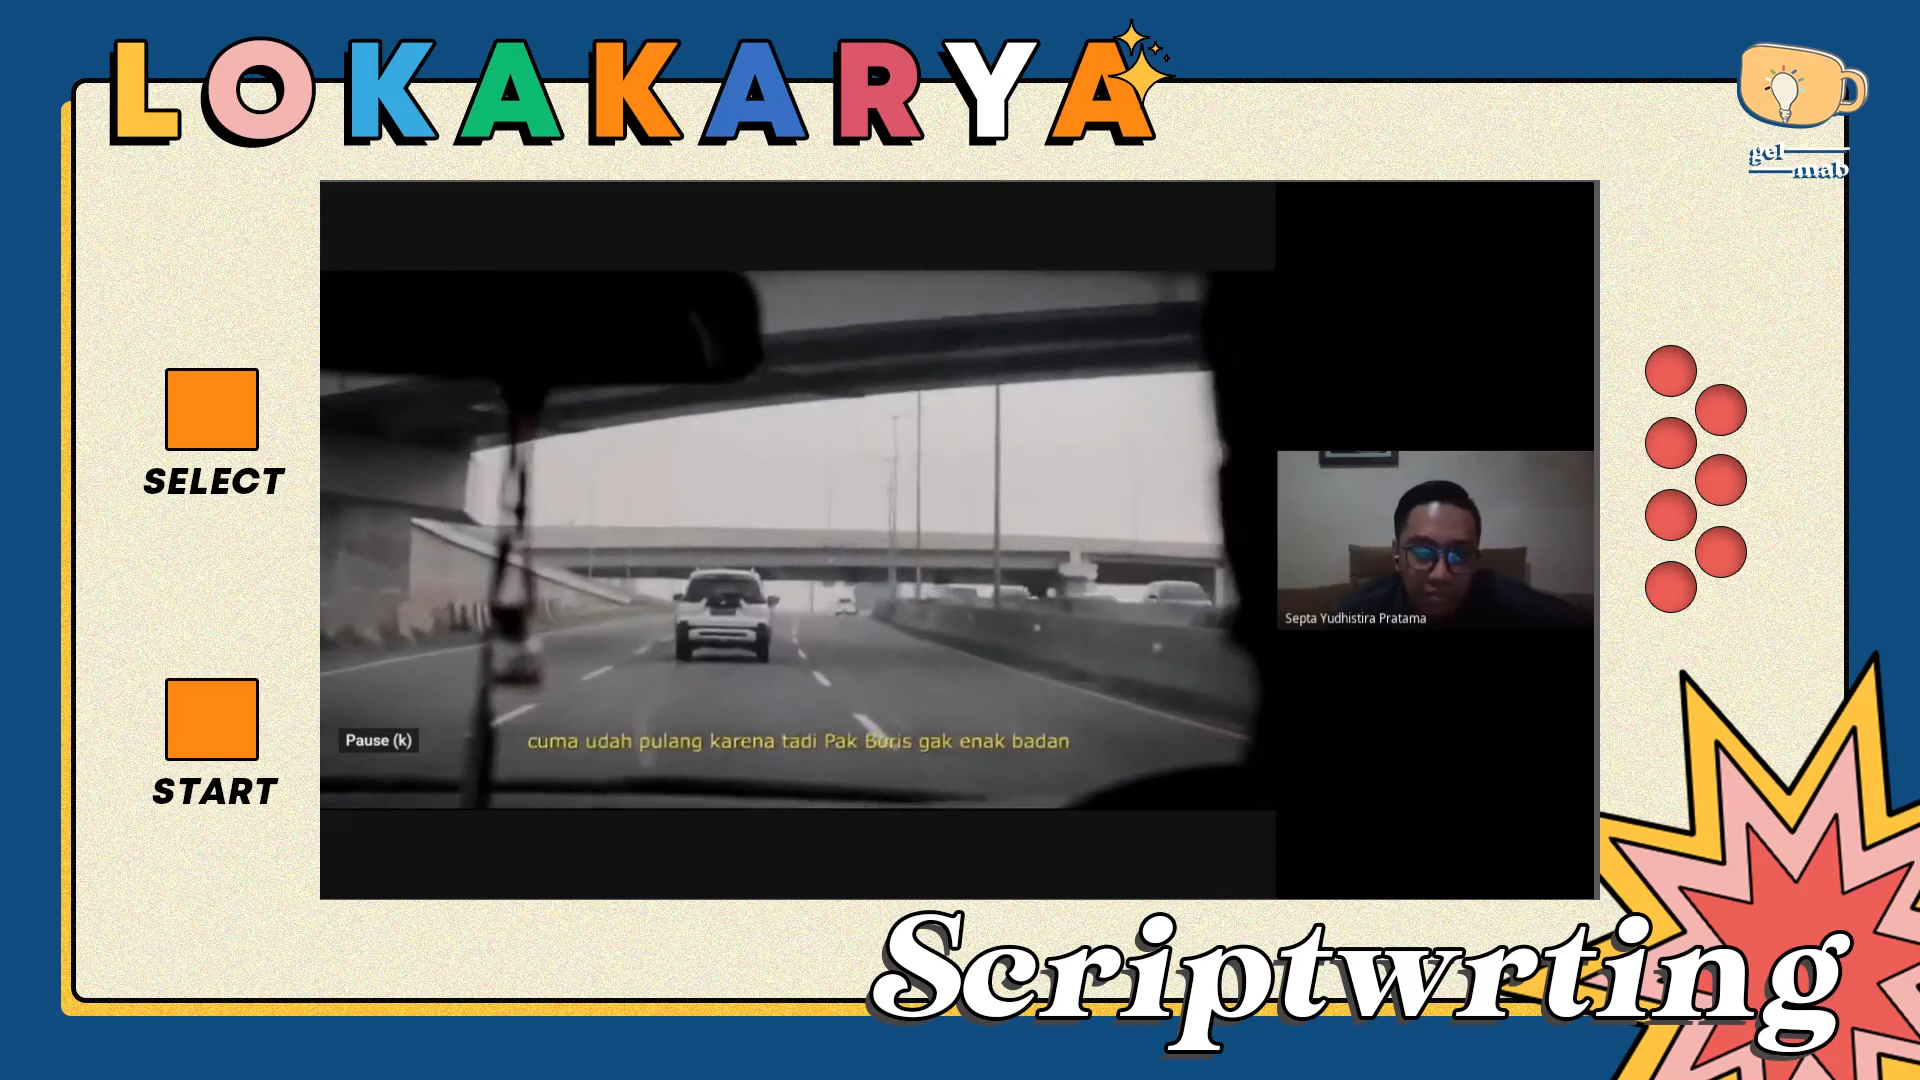 LOKAKARYA
gel
mab
SELECT
Septa Yudhistira Pratama
Pause (k)
cuma udah pulang karena tadi Pak Buris gak enak badan
START
Scriptwrting